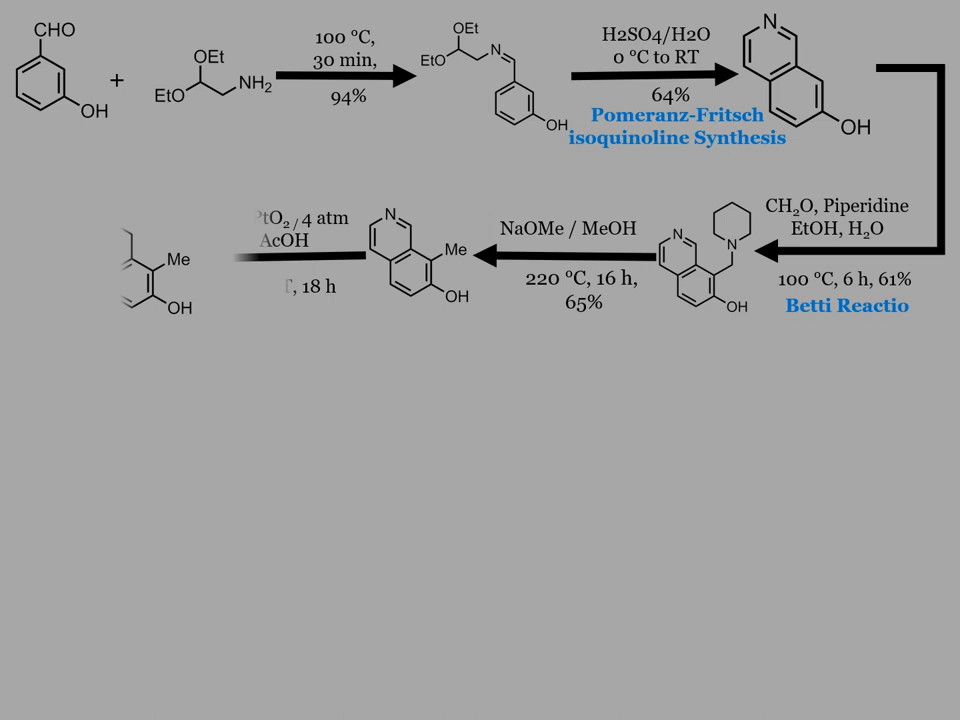 CHO
OH
+
OEt
EtO
NH2
100 °C,
30 min,
94%
OEt
EtO
N
OH
H2SO4/H2O
0 °C to RT
64%
Pomeranz-Fritsch
isoquinoline Synthesis
N
OH
CH2O, Piperidine
EtOH, H2O
100 °C, 6 h, 61%
Betti Reactio
N
N
OH
NaOMe / MeOH
220 °C, 16 h,
65%
N
Me
OH
tO2 / 4 atm
AcOH
, 18 h
Me
OH